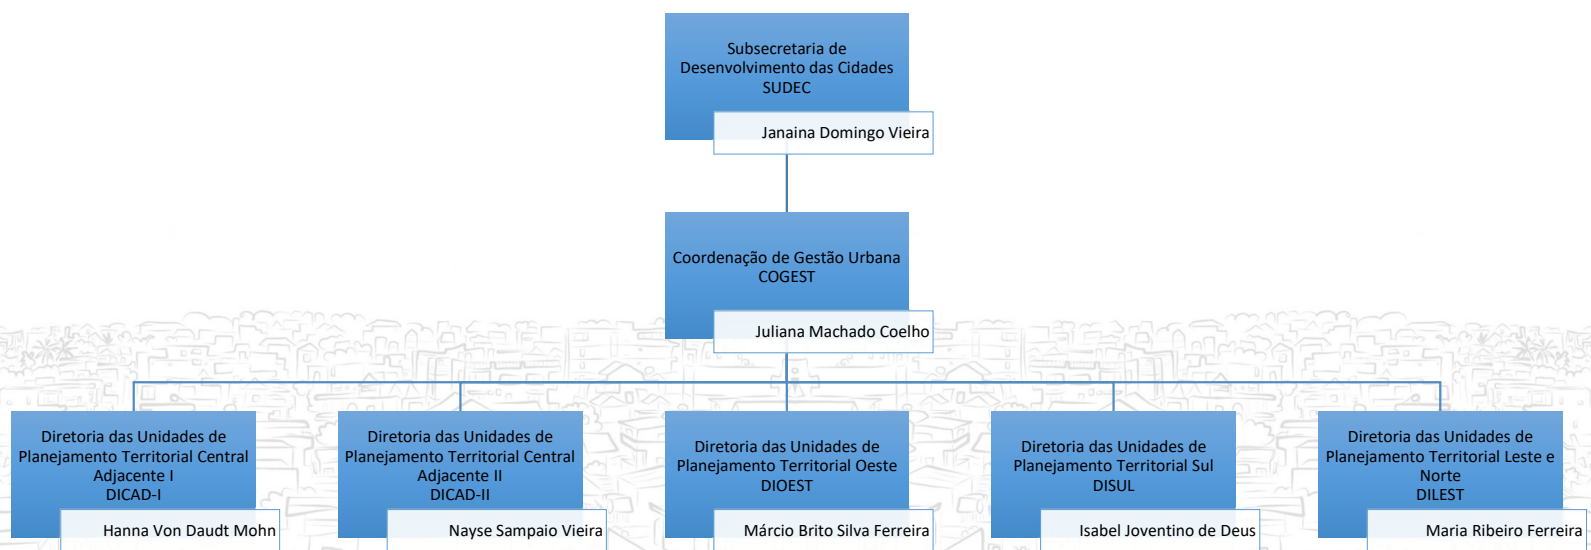 Subsecretaria de
Desenvolvimento das Cidades
SUDEC
Janaina Domingo Vieira
Coordenação de Gestão Urbana
COGEST
Juliana Machado Coelho
Diretoria das Unidades de
Planejamento Territorial Central
Adjacente I
DICAD-I
Hanna Von Daudt Mohn
Diretoria das Unidades de
Planejamento Territorial Central
Adjacente II
DICAD-II
Nayse Sampaio Vieira
Diretoria das Unidades de
Planejamento Territorial Oeste
DIOEST
Márcio Brito Silva Ferreira
Diretoria das Unidades de
Planejamento Territorial Sul
DISUL
Isabel Joventino de Deus
Diretoria das Unidades de
Planejamento Territorial Leste e
Norte
DILEST
Maria Ribeiro Ferreira